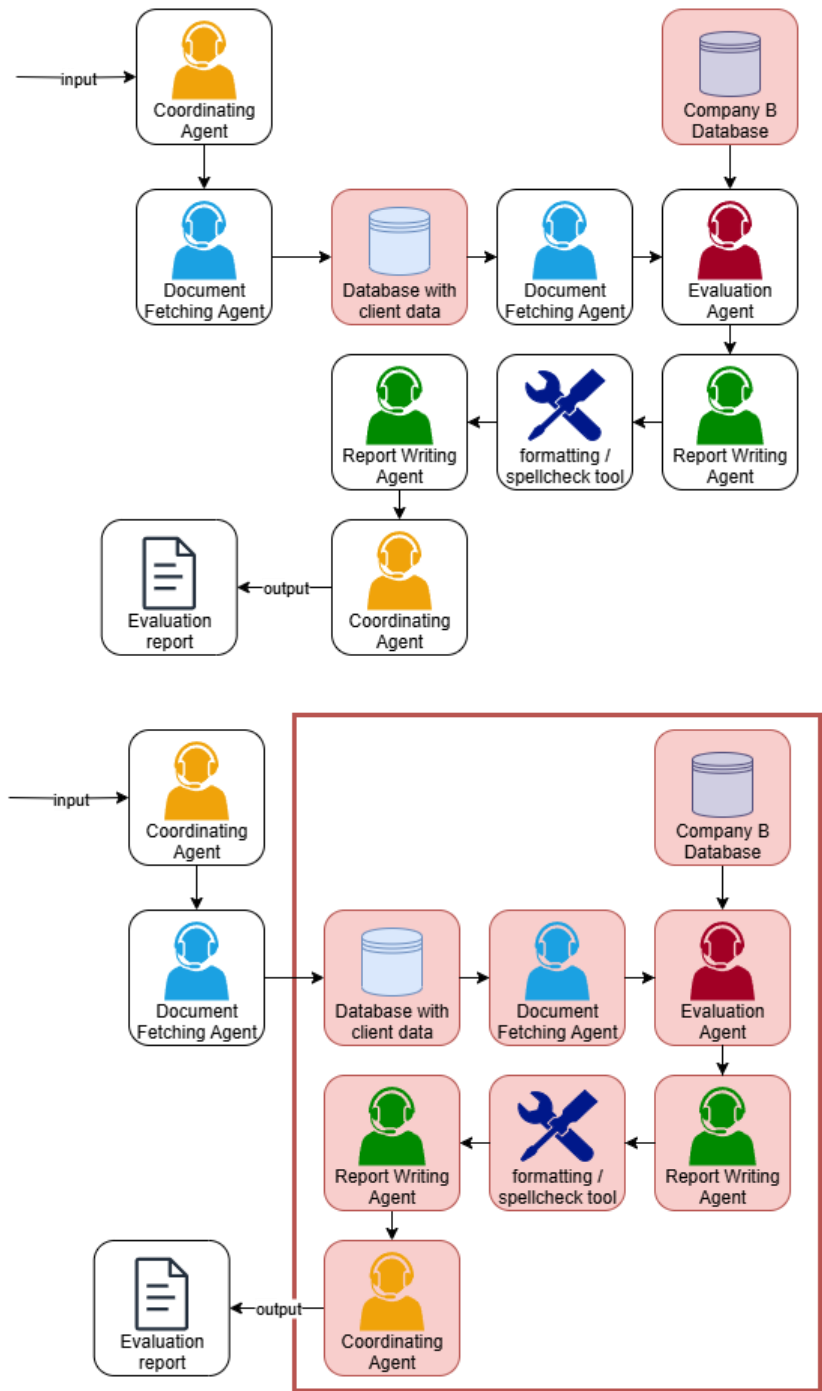 input
Coordinating
Agent
Company B
Database
Document
Fetching Agent
Database with
client data
Document
Fetching Agent
Evaluation
Agent
Report Writing
Agent
formatting /
spellcheck tool
Report Writing
Agent
Evaluation
report
output
Coordinating
Agent
input
Coordinating
Agent
Company B
Database
Document
Fetching Agent
Database with
client data
Document
Fetching Agent
Evaluation
Agent
Report Writing
Agent
formatting /
spellcheck tool
Report Writing
Agent
Evaluation
report
output
Coordinating
Agent